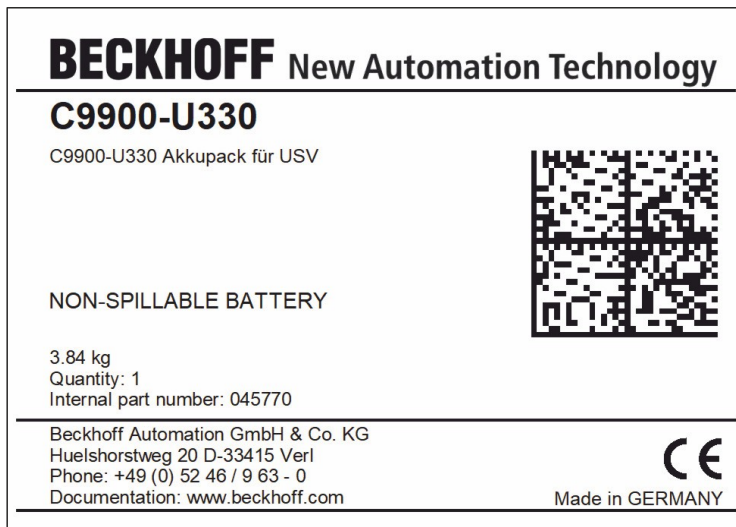 BECKHOFF New Automation Technology
C9900-U330
C9900-U330 Akkupack für USV
NON-SPILLABLE BATTERY
3.84 kg
Quantity: 1
Internal part number: 045770
Beckhoff Automation GmbH & Co. KG
Huelshorstweg 20 D-33415 Verl
Phone: +49 (0) 52 46 / 9 63 - 0
Documentation: www.beckhoff.com
CE
Made in GERMANY